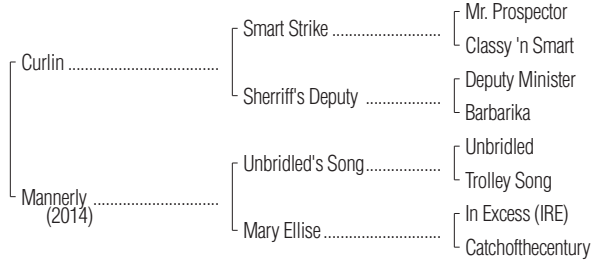 Mr. Prospector
Smart Strike ........................
Classy 'n Smart
Curlin .................................
Deputy Minister
Sherriff's Deputy ................
Barbarika
Unbridled
Unbridled's Song................
Trolley Song
Mannerly ...........................
(2014)
In Excess (IRE)
Mary Ellise.........................
Catchofthecentury